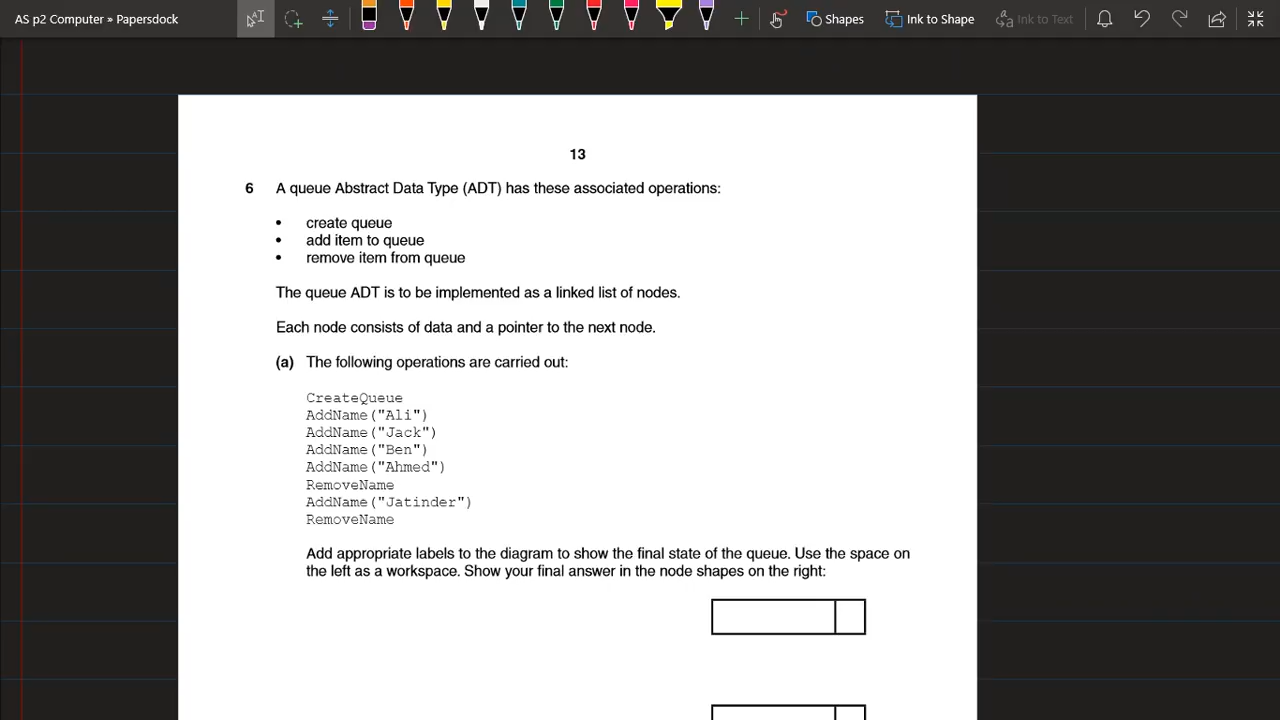 AS p2 Computer » Papersdock
Shapes
Ink to Shape
Ink to Text
13
6 A queue Abstract Data Type (ADT) has these associated operations:
• create queue
• add item to queue
• remove item from queue
The queue ADT is to be implemented as a linked list of nodes.
Each node consists of data and a pointer to the next node.
(a) The following operations are carried out:
CreateQueue
AddName("Ali")
AddName("Jack")
AddName("Ben")
AddName("Ahmed")
RemoveName
AddName("Jatinder")
RemoveName
Add appropriate labels to the diagram to show the final state of the queue. Use the space on
the left as a workspace. Show your final answer in the node shapes on the right: